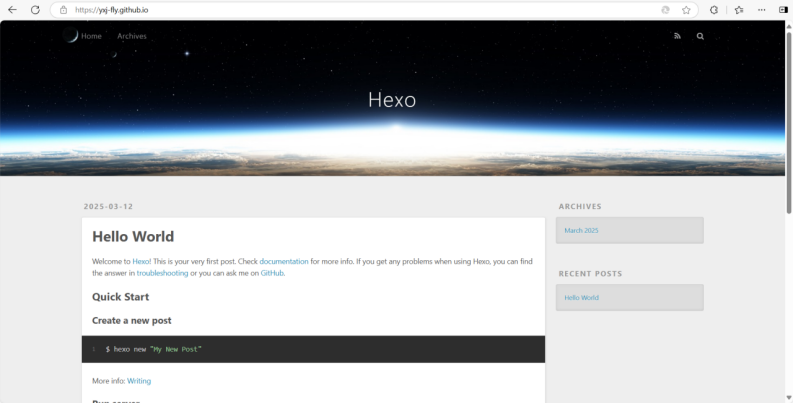 https://yxj-fly.github.io
Home Archives
Hexo
2025-03-12
Hello World
Welcome to Hexo! This is your very first post. Check documentation for more info. If you get any problems when using Hexo, you can find
the answer in troubleshooting or you can ask me on GitHub.
Quick Start
Create a new post
1 $ hexo new "My New Post"
More info: Writing
Run server
ARCHIVES
March 2025
RECENT POSTS
Hello World